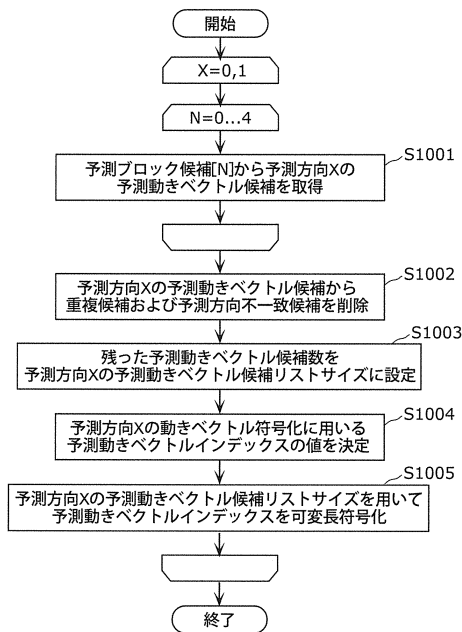 開始
X=0,1
N=0...4
S1001
予測ブロック候補[N]から予測方向Xの
予測動きベクトル候補を取得
S1002
予測方向Xの予測動きベクトル候補から
重複候補および予測方向不一致候補を削除
S1003
残った予測動きベクトル候補数を
予測方向Xの予測動きベクトル候補リストサイズに設定
S1004
予測方向Xの動きベクトル符号化に用いる
予測動きベクトルインデックスの値を決定
S1005
予測方向Xの予測動きベクトル候補リストサイズを用いて
予測動きベクトルインデックスを可変長符号化
終了